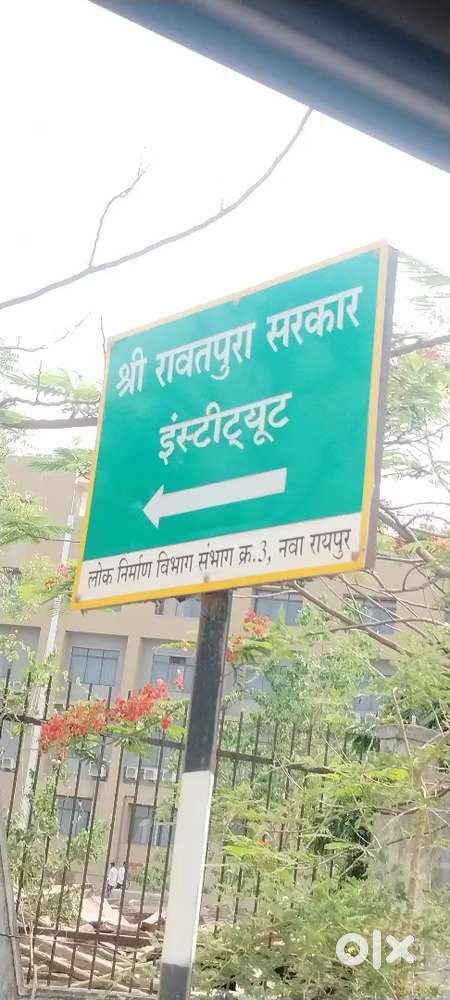 श्री रावतपुरा सरकार
इंस्टीट्यूट
लोक निर्माण विभाग संभाग क्र.3, नवा रायपुर
olx